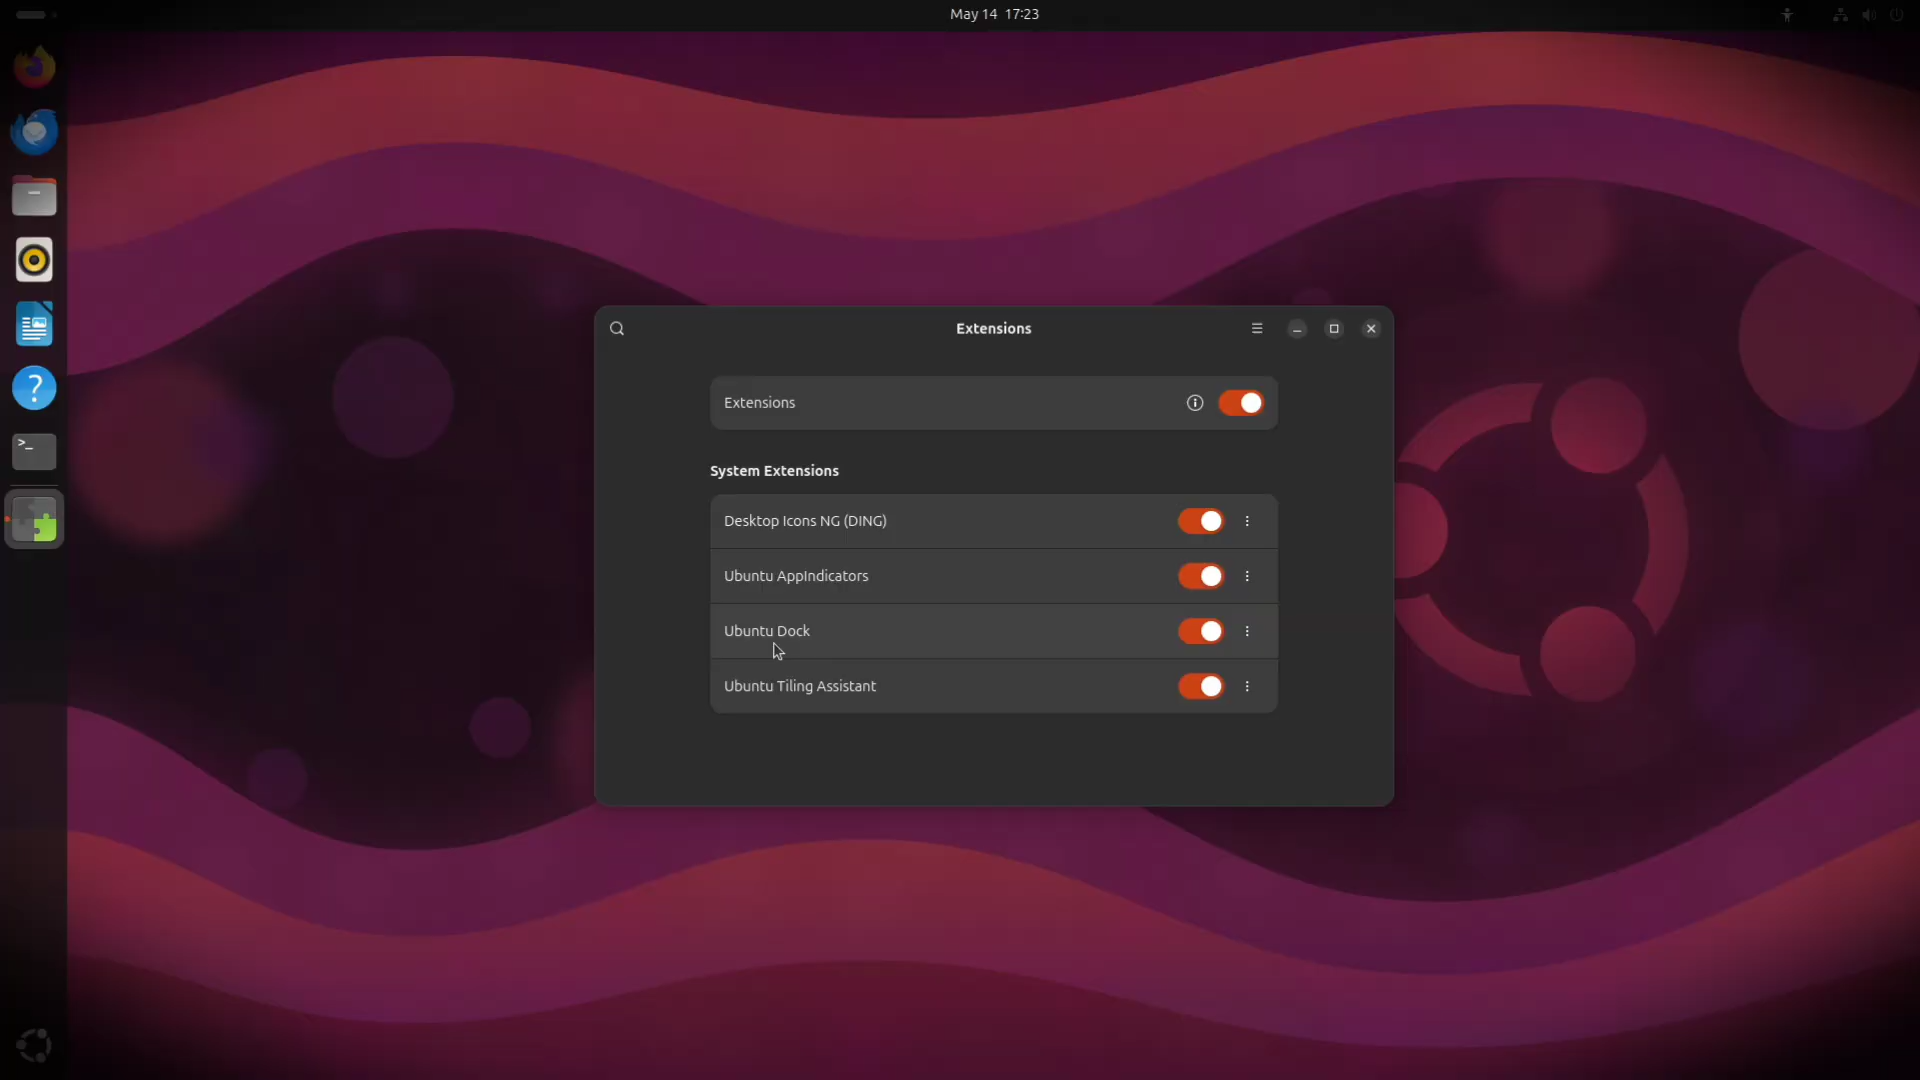 May 14 17:23
Extensions
Extensions
System Extensions
Desktop Icons NG (DING)
Ubuntu AppIndicators
Ubuntu Dock
Ubuntu Tiling Assistant
?
>_